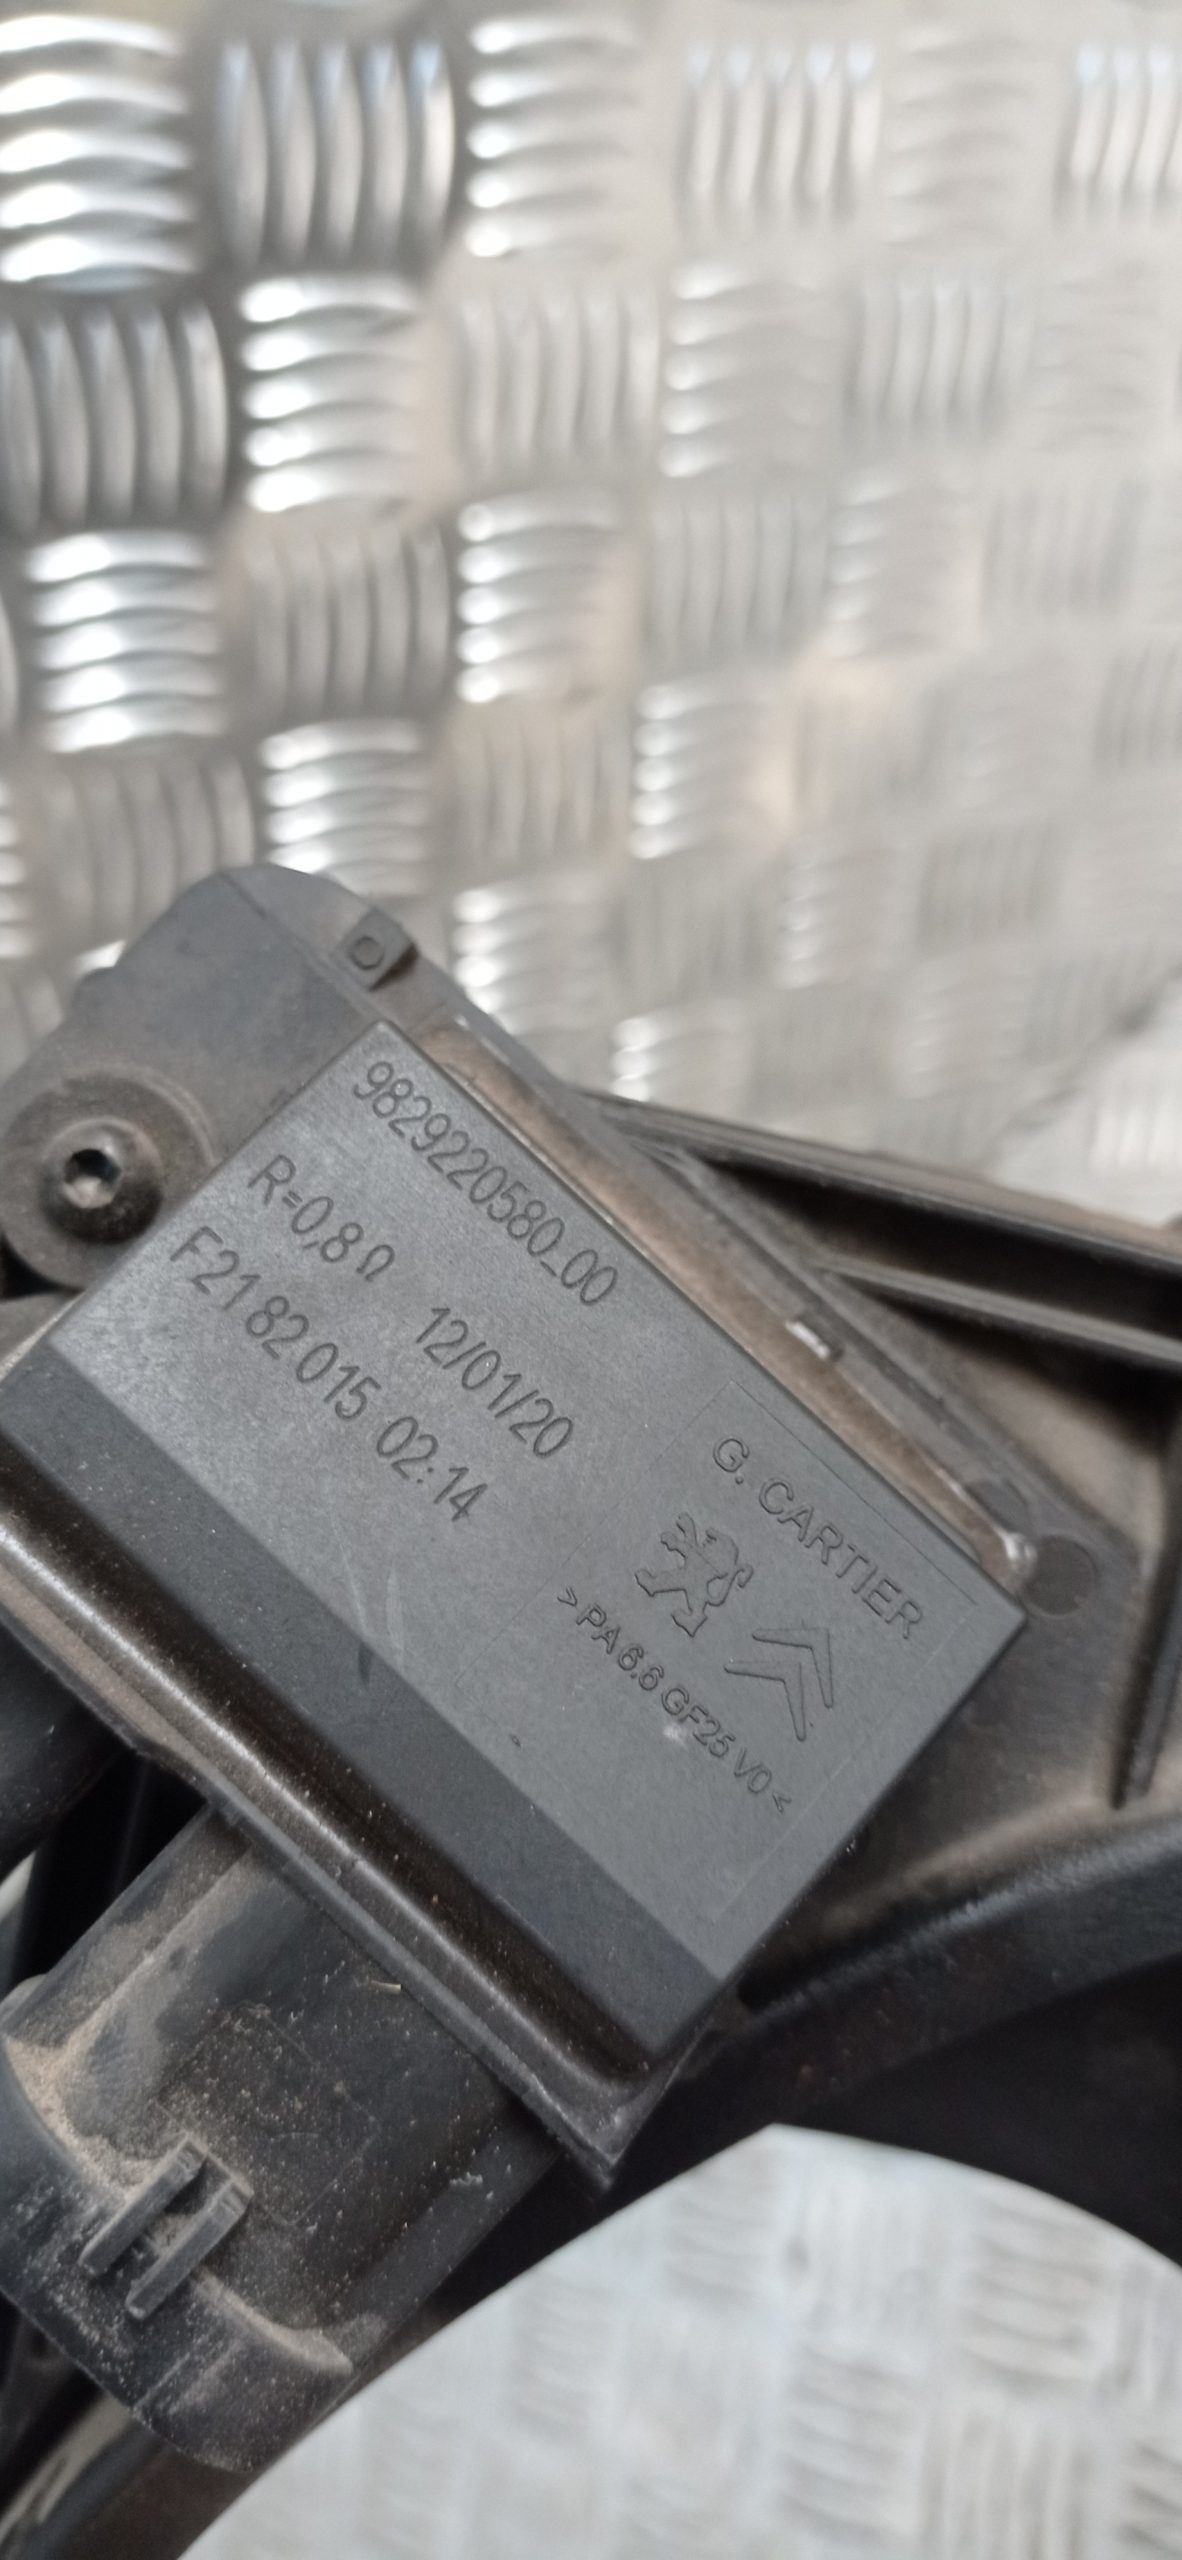 9829220580_00
R=0,8 Ω 12/01/20
F21 82 015 02:14
G. CARTIER
>PA 6.6 GF25 V0<